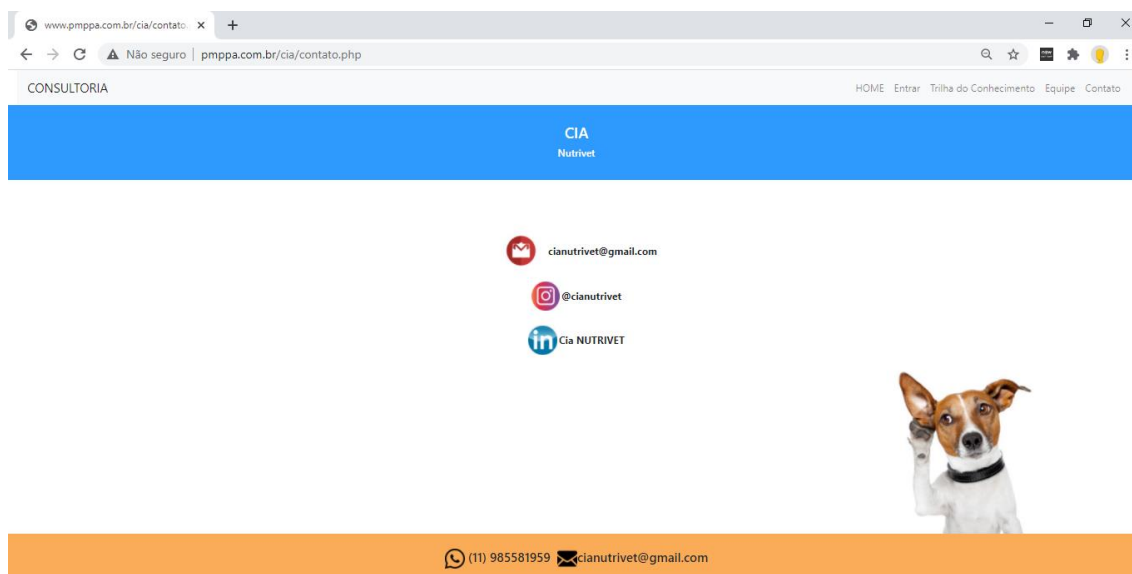 www.pmppa.com.br/cia/contato.
Não seguro | pmppa.com.br/cia/contato.php
CONSULTORIA
HOME Entrar Trilha do Conhecimento Equipe Contato
CIA
Nutrivet
cianutrivet@gmail.com
@cianutrivet
in Cia NUTRIVET
(11) 985581959 cianutrivet@gmail.com